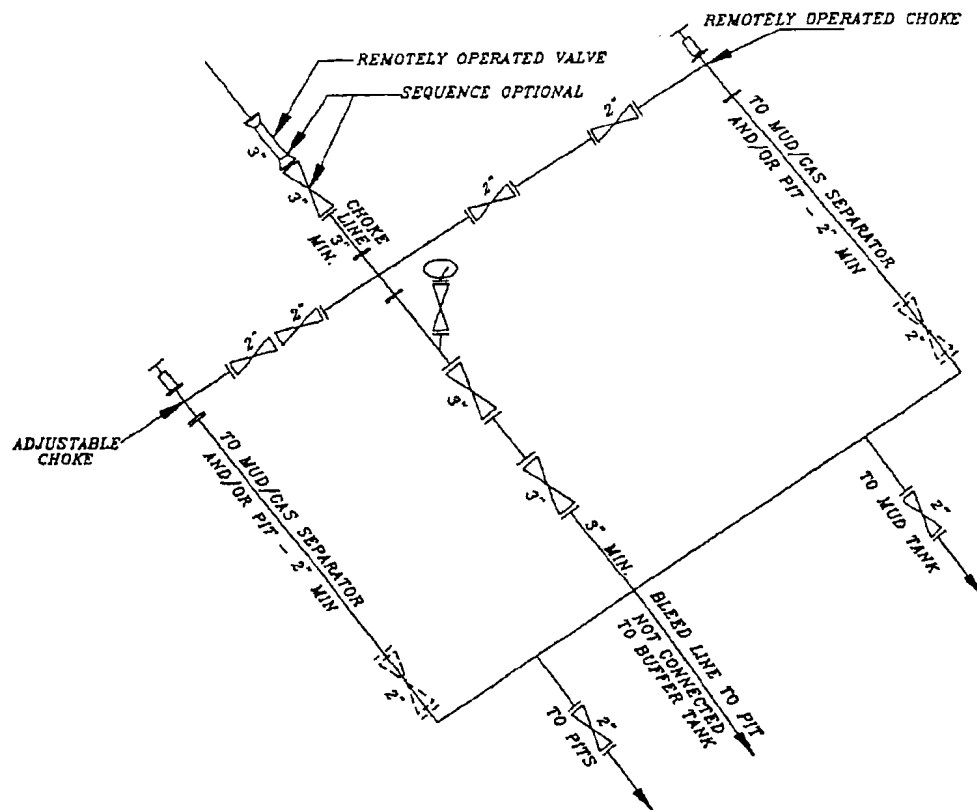 REMOTELY OPERATED CHOKE
REMOTELY OPERATED VALVE
SEQUENCE OPTIONAL
3"
3"
CHOKE
LINE
3"
MIN.
2"
2"
2"
2"
TO MUD/GAS SEPARATOR
AND/OR PIT - 2" MIN
2"
ADJUSTABLE
CHOKE
TO MUD/GAS SEPARATOR
AND/OR PIT - 2" MIN
2"
3"
3"
3" MIN.
BLEED LINE TO PIT
NOT CONNECTED
TO BUFFER TANK
2"
TO MUD TANK
2"
TO PITS